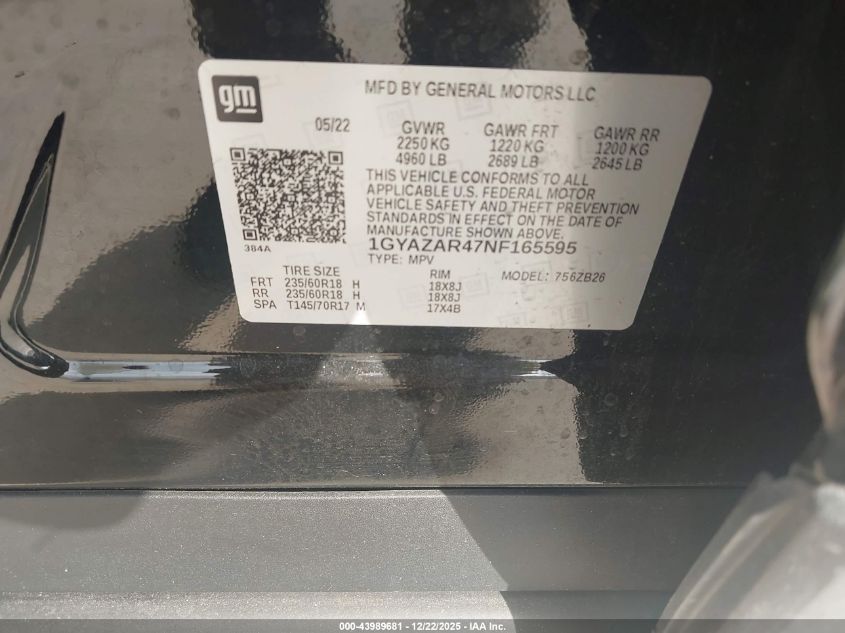 gm
MFD BY GENERAL MOTORS LLC
05/22 GVWR GAWR FRT GAWR RR
2250 KG 1220 KG 1200 KG
4960 LB 2689 LB 2645 LB
THIS VEHICLE CONFORMS TO ALL
APPLICABLE U.S. FEDERAL MOTOR
VEHICLE SAFETY AND THEFT PREVENTION
STANDARDS IN EFFECT ON THE DATE OF
MANUFACTURE SHOWN ABOVE.
384A
1GYAZAR47NF165595
TYPE: MPV
TIRE SIZE RIM MODEL: 756ZB26
FRT 235/60R18 H 18X8J
RR 235/60R18 H 18X8J
SPA T145/70R17 M 17X4B
000-43989681 - 12/22/2025 - IAA Inc.